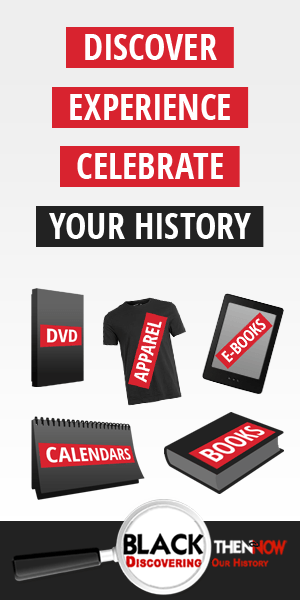 DISCOVER
EXPERIENCE
CELEBRATE
YOUR HISTORY
DVD
APPAREL
E-BOOKS
CALENDARS
BOOKS
BLACK THEN NOW
DISCOVERING OUR HISTORY